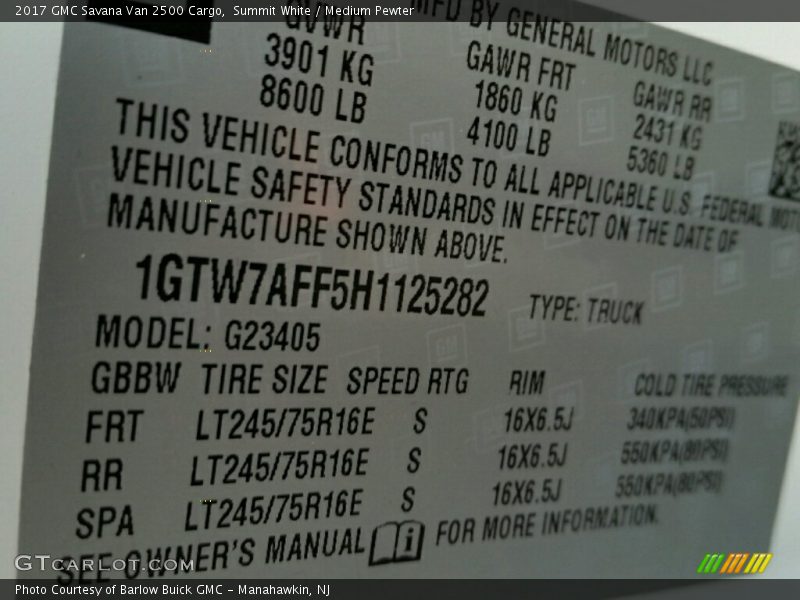 2017 GMC Savana Van 2500 Cargo, Summit White / Medium Pewter
MFD BY GENERAL MOTORS LLC
GVWR GAWR FRT GAWR RR
3901 KG 1860 KG 2431 KG
8600 LB 4100 LB 5360 LB
THIS VEHICLE CONFORMS TO ALL APPLICABLE U.S. FEDERAL
VEHICLE SAFETY STANDARDS IN EFFECT ON THE DATE OF
MANUFACTURE SHOWN ABOVE.
1GTW7AFF5H1125282 TYPE: TRUCK
MODEL: G23405
GBBW TIRE SIZE SPEED RTG RIM COLD TIRE PRESSURE
FRT LT245/75R16E S 16X6.5J 340KPA(50PSI)
RR LT245/75R16E S 16X6.5J 550KPA(80PSI)
SPA LT245/75R16E S 16X6.5J 550KPA(80PSI)
SEE OWNER'S MANUAL FOR MORE INFORMATION.
GTCARLOT.COM
Photo Courtesy of Barlow Buick GMC - Manahawkin, NJ